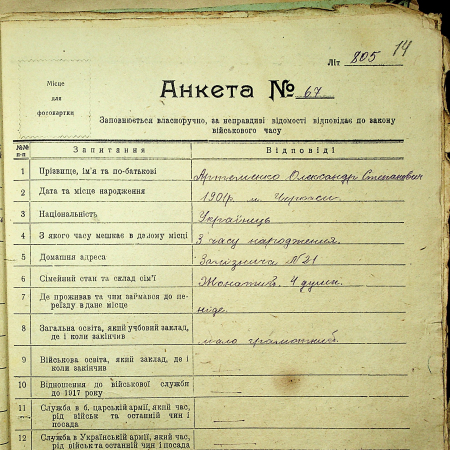 14
Літ 805
Місце
для
фотокартки
Анкета № 67
Заповнюється власноручно, за неправдиві відомості відповідає по закону
військового часу
№№
п-п
Запитання
Відповіді
1 Прізвище, ім'я та по-батькові Артеменко Олександр Степанович
2 Дата та місце народження 1901р. м. Черкаси
3 Національність Українець
4 З якого часу мешкає в даному місці З часу народження.
5 Домашня адреса Залізнича №21
6 Сімейний стан та склад сім'ї Жонатий. 4 душі.
7 Де проживав та чим займався до пе-
реїзду в дане місце ніде.
8 Загальна освіта, який учбовий заклад,
де і коли закінчив мало грамотний.
9 Військова освіта, який заклад, де і
коли закінчив
10 Відношення до військової служби
до 1917 року
11 Служба в б. царській армії, який час,
рід військ та останній чин і
посада
12 Служба в Українській армії, який час,
рід військ та останній чин і посада